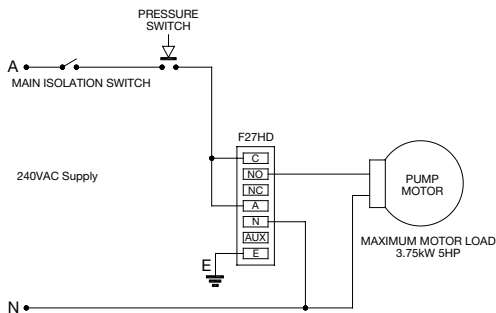 PRESSURE
SWITCH
A
MAIN ISOLATION SWITCH
F27HD
C
NO
NC
A
N
AUX
E
240VAC Supply
PUMP
MOTOR
MAXIMUM MOTOR LOAD
3.75kW 5HP
E
N